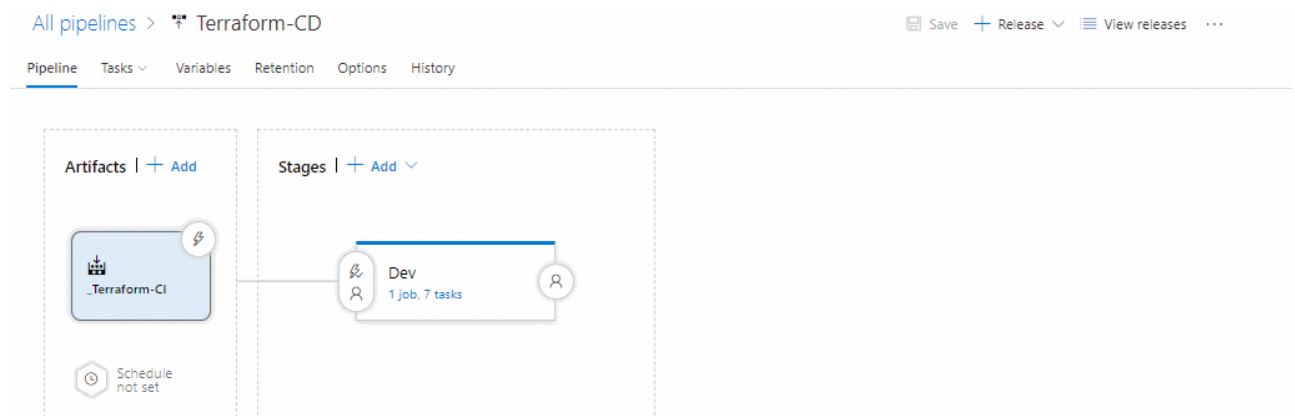 All pipelines > Terraform-CD
Save + Release View releases ...
Pipeline Tasks Variables Retention Options History
Artifacts | + Add
Stages | + Add
_Terraform-CI
Dev
1 job, 7 tasks
Schedule
not set